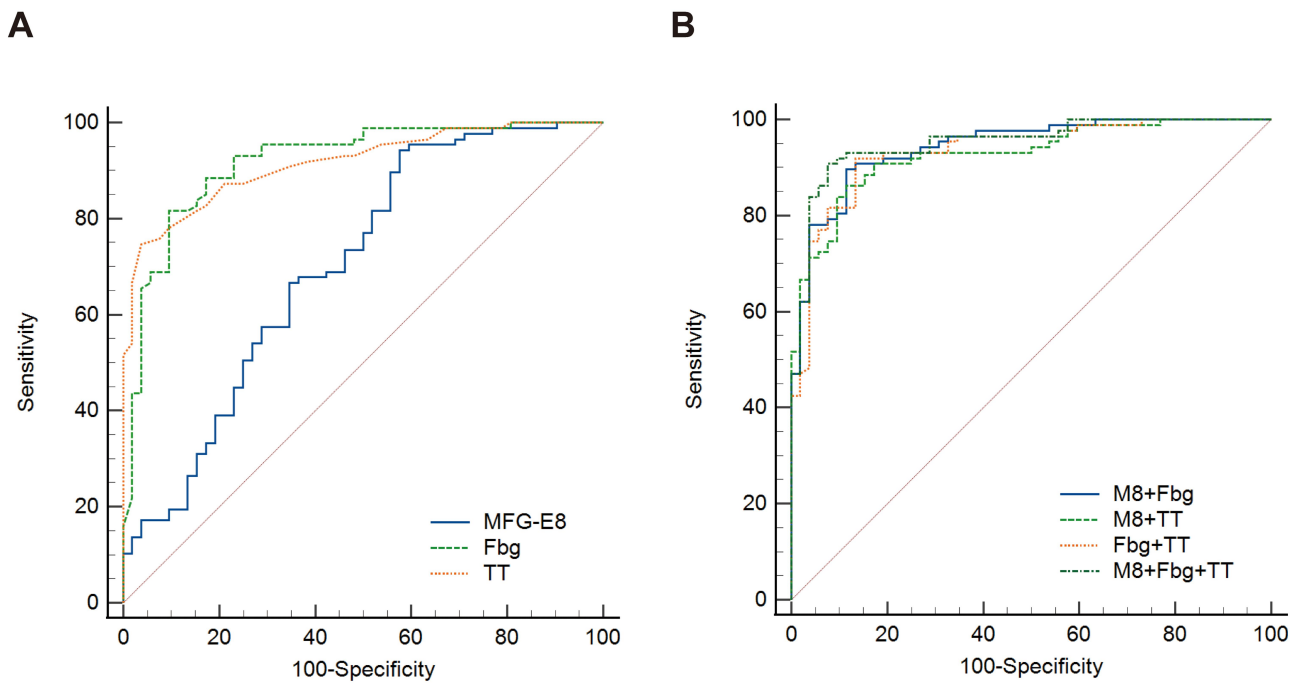 A
B
100
80
60
40
20
0
Sensitivity
MFG-E8
Fbg
TT
0 20 40 60 80 100
100-Specificity
100
80
60
40
20
0
Sensitivity
M8+Fbg
M8+TT
Fbg+TT
M8+Fbg+TT
0 20 40 60 80 100
100-Specificity